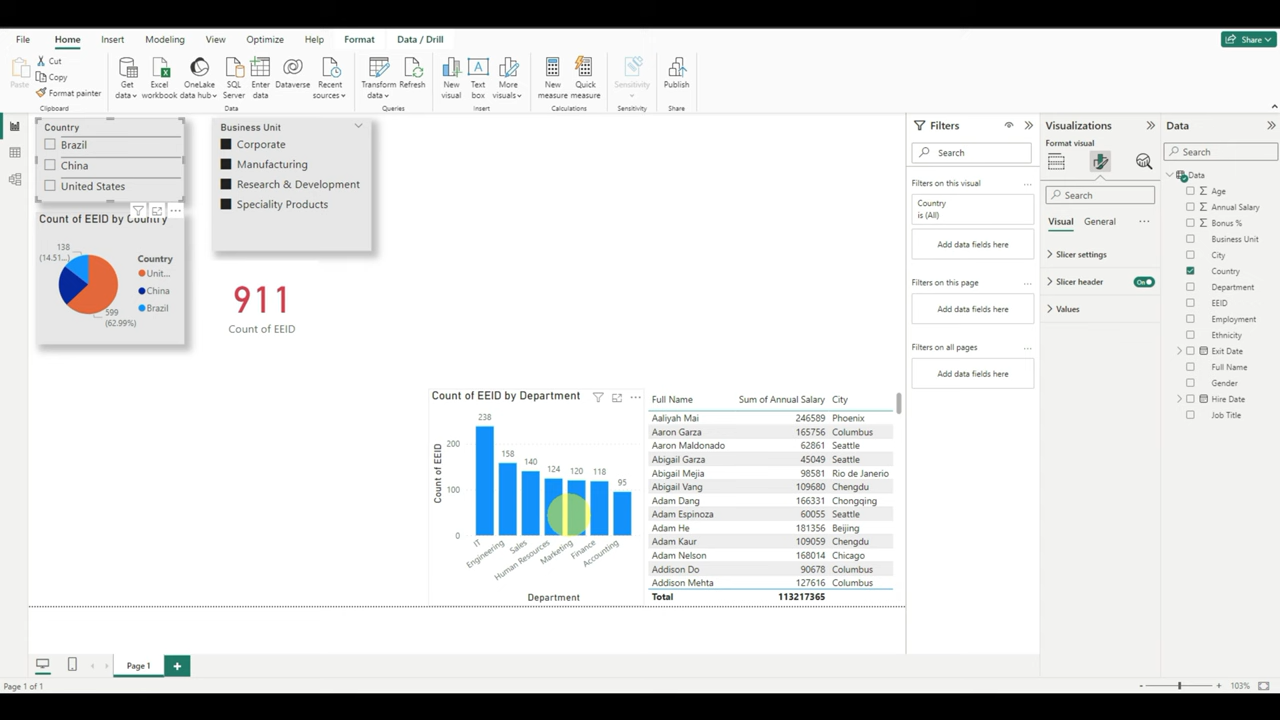 File Home Insert Modeling View Optimize Help Format Data / Drill Share
Paste
Cut
Copy
Format painter
Get data
Excel workbook
OneLake data hub
SQL Server
Enter data
Dataverse
Recent sources
Transform data
Refresh
New visual
Text box
More visuals
New measure
Quick measure
Sensitivity
Publish
Clipboard Data Queries Insert Calculations Sensitivity Share
Country
Brazil
China
United States
Business Unit
Corporate
Manufacturing
Research & Development
Speciality Products
Count of EEID by Country
138
(14.51...)
599
(62.99%)
Country
Unit...
China
Brazil
911
Count of EEID
Count of EEID by Department
Count of EEID
200
100
0
238
158
140
124
120
118
95
IT
Engineering
Sales
Human Resources
Marketing
Finance
Accounting
Department
Full Name Sum of Annual Salary City
Aaliyah Mai 246589 Phoenix
Aaron Garza 165756 Columbus
Aaron Maldonado 62861 Seattle
Abigail Garza 45049 Seattle
Abigail Mejia 98581 Rio de Janerio
Abigail Vang 109680 Chengdu
Adam Dang 166331 Chongqing
Adam Espinoza 60055 Seattle
Adam He 181356 Beijing
Adam Kaur 109059 Chengdu
Adam Nelson 168014 Chicago
Addison Do 90678 Columbus
Addison Mehta 127616 Columbus
Total 113217365
Filters
Search
Filters on this visual ...
Country
is (All)
Add data fields here
Filters on this page ...
Add data fields here
Filters on all pages ...
Add data fields here
Visualizations
Format visual
Search
Visual General ...
Slicer settings
Slicer header On
Values
Data
Search
Data
Age
Annual Salary
Bonus %
Business Unit
City
Country
Department
EEID
Employment
Ethnicity
Exit Date
Full Name
Gender
Hire Date
Job Title
Page 1
Page 1 of 1
- + 103%